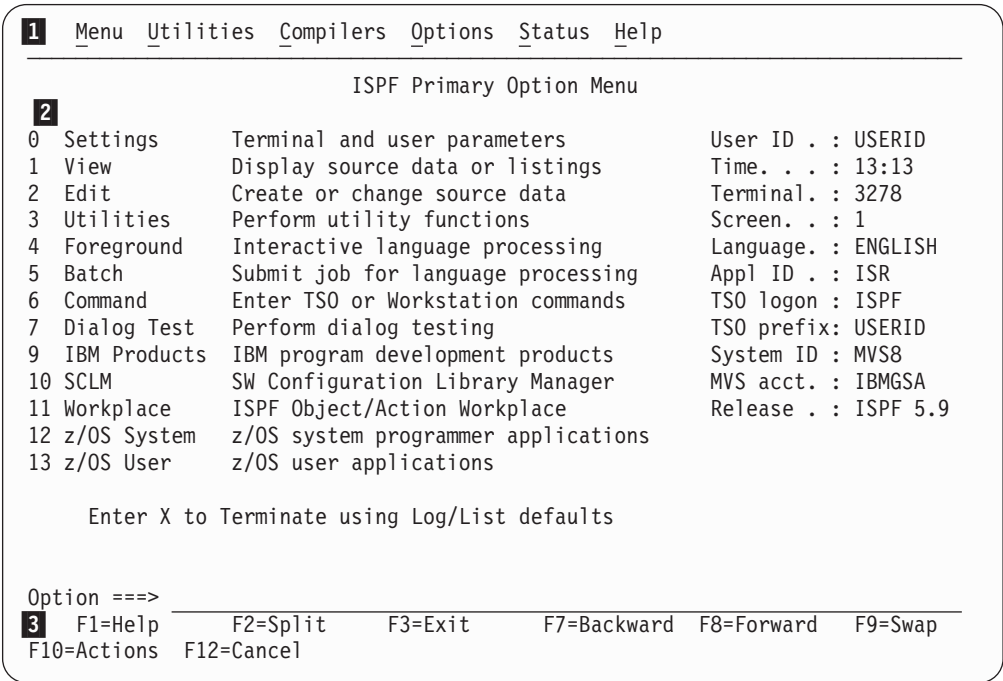 1 Menu Utilities Compilers Options Status Help
ISPF Primary Option Menu
2
0 Settings Terminal and user parameters User ID . : USERID
1 View Display source data or listings Time. . . : 13:13
2 Edit Create or change source data Terminal. : 3278
3 Utilities Perform utility functions Screen. . : 1
4 Foreground Interactive language processing Language. : ENGLISH
5 Batch Submit job for language processing Appl ID . : ISR
6 Command Enter TSO or Workstation commands TSO logon : ISPF
7 Dialog Test Perform dialog testing TSO prefix: USERID
9 IBM Products IBM program development products System ID : MVS8
10 SCLM SW Configuration Library Manager MVS acct. : IBMGSA
11 Workplace ISPF Object/Action Workplace Release . : ISPF 5.9
12 z/OS System z/OS system programmer applications
13 z/OS User z/OS user applications
Enter X to Terminate using Log/List defaults
Option ===>
3 F1=Help F2=Split F3=Exit F7=Backward F8=Forward F9=Swap
F10=Actions F12=Cancel